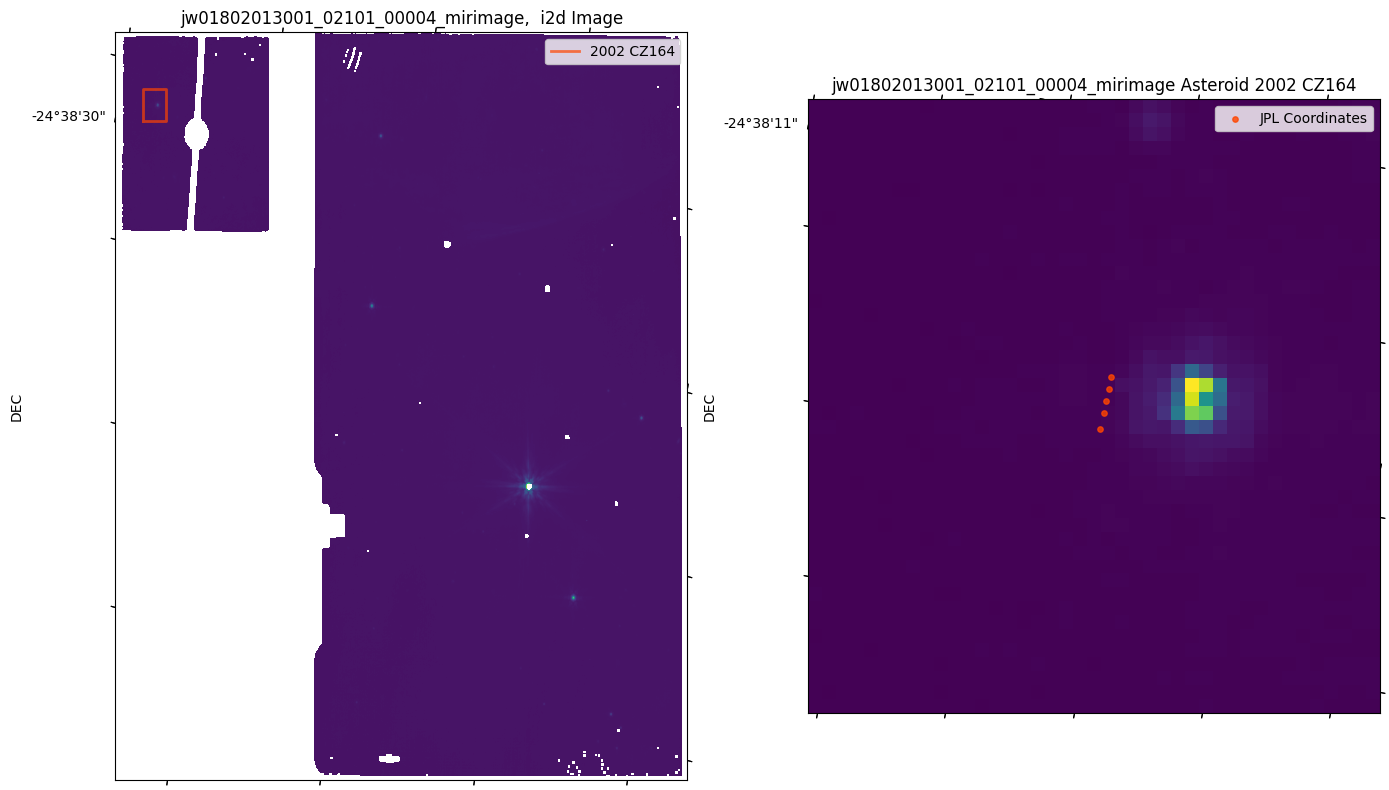 jw01802013001_02101_00004_mirimage,  i2d Image
2002 CZ164
-24°38'30"
DEC
jw01802013001_02101_00004_mirimage Asteroid 2002 CZ164
JPL Coordinates
-24°38'11"
DEC